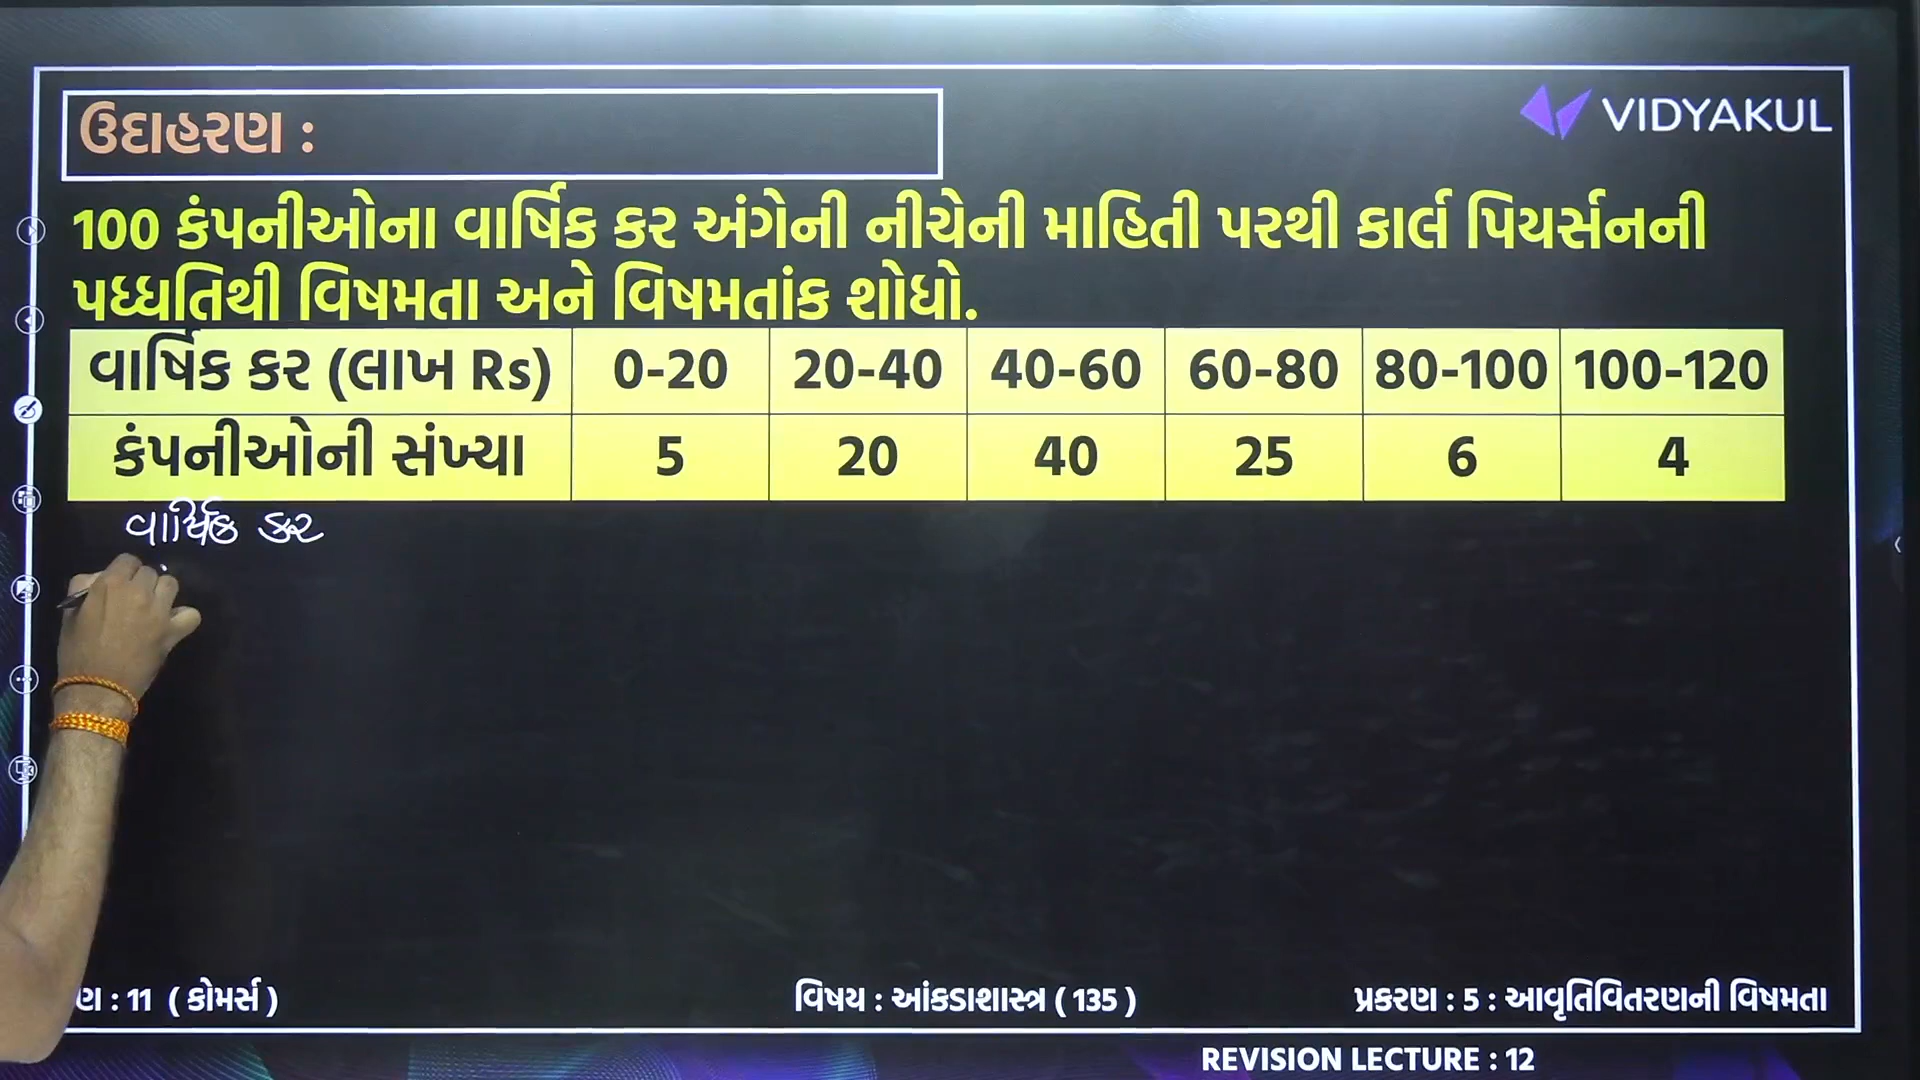 ઉદાહરણ :
VIDYAKUL
100 કંપનીઓના વાર્ષિક કર અંગેની નીચેની માહિતી પરથી કાર્લ પિયર્સનની
પધ્ધતિથી વિષમતા અને વિષમતાંક શોધો.
વાર્ષિક કર (લાખ Rs) 0-20 20-40 40-60 60-80 80-100 100-120
કંપનીઓની સંખ્યા 5 20 40 25 6 4
વાર્ષિક કર
ણ : 11 ( કોમર્સ ) વિષય : આંકડાશાસ્ત્ર ( 135 ) પ્રકરણ : 5 : આવૃતિવિતરણની વિષમતા
REVISION LECTURE : 12